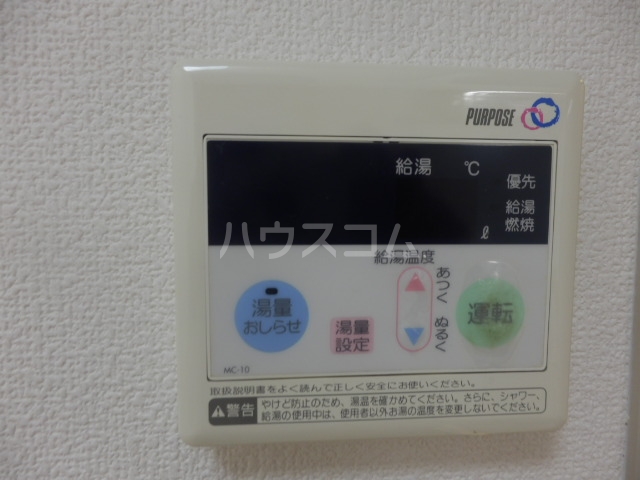 PURPOSE
給湯 ℃
優先
給湯
燃焼
ℓ
ハウスコム
給湯温度
湯量
おしらせ
湯量
設定
あつく
ぬるく
運転
MC-10
取扱説明書をよく読んで正しく安全にお使いください。
警告
やけど防止のため、湯温を確かめてください。さらに、シャワー、
給湯の使用中は、使用者以外お湯の温度を変更しないでください。